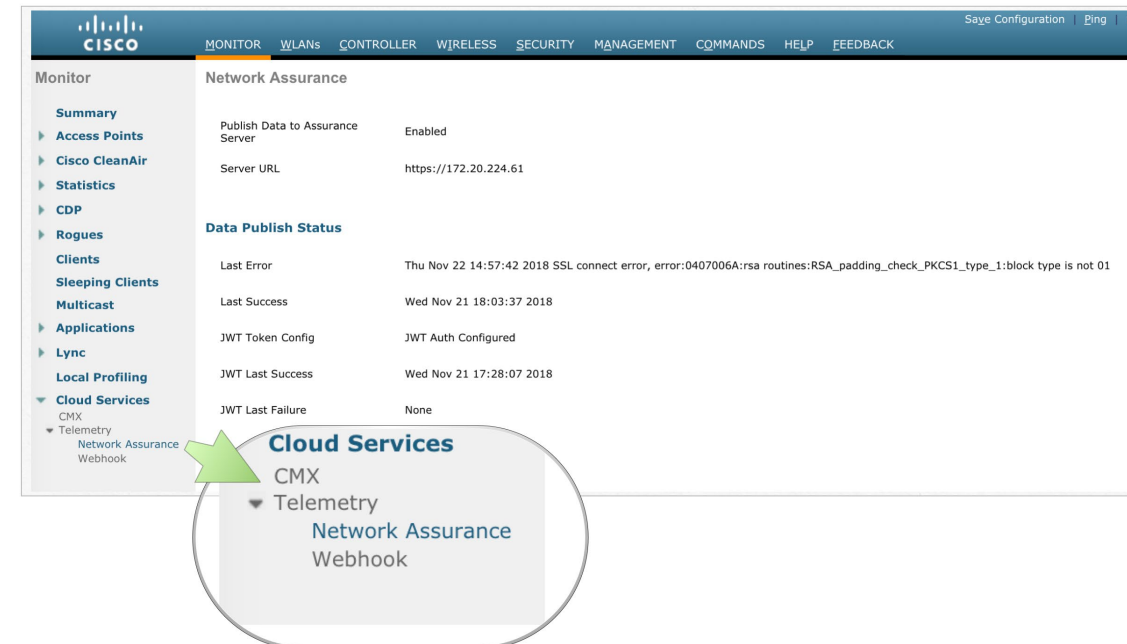 Save Configuration | Ping |
CISCO
MONITOR WLANs CONTROLLER WIRELESS SECURITY MANAGEMENT COMMANDS HELP FEEDBACK
Monitor
Summary
Access Points
Cisco CleanAir
Statistics
CDP
Rogues
Clients
Sleeping Clients
Multicast
Applications
Lync
Local Profiling
Cloud Services
CMX
Telemetry
Network Assurance
Webhook
Network Assurance
Publish Data to Assurance
Server
Enabled
Server URL https://172.20.224.61
Data Publish Status
Last Error Thu Nov 22 14:57:42 2018 SSL connect error, error:0407006A:rsa routines:RSA_padding_check_PKCS1_type_1:block type is not 01
Last Success Wed Nov 21 18:03:37 2018
JWT Token Config JWT Auth Configured
JWT Last Success Wed Nov 21 17:28:07 2018
JWT Last Failure None
Cloud Services
CMX
Telemetry
Network Assurance
Webhook